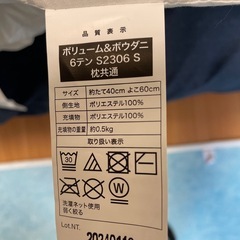 品質表示
ボリューム&ボウダニ
6テン S2306 S
枕共通
サイズ 約たて40cm よこ60cm
側生地 ポリエステル100%
充填物 ポリエステル100%
充填物の重量 約0.5kg
取り扱い表示
30
W
洗濯ネット使用
弱く絞る
Lot.NT.